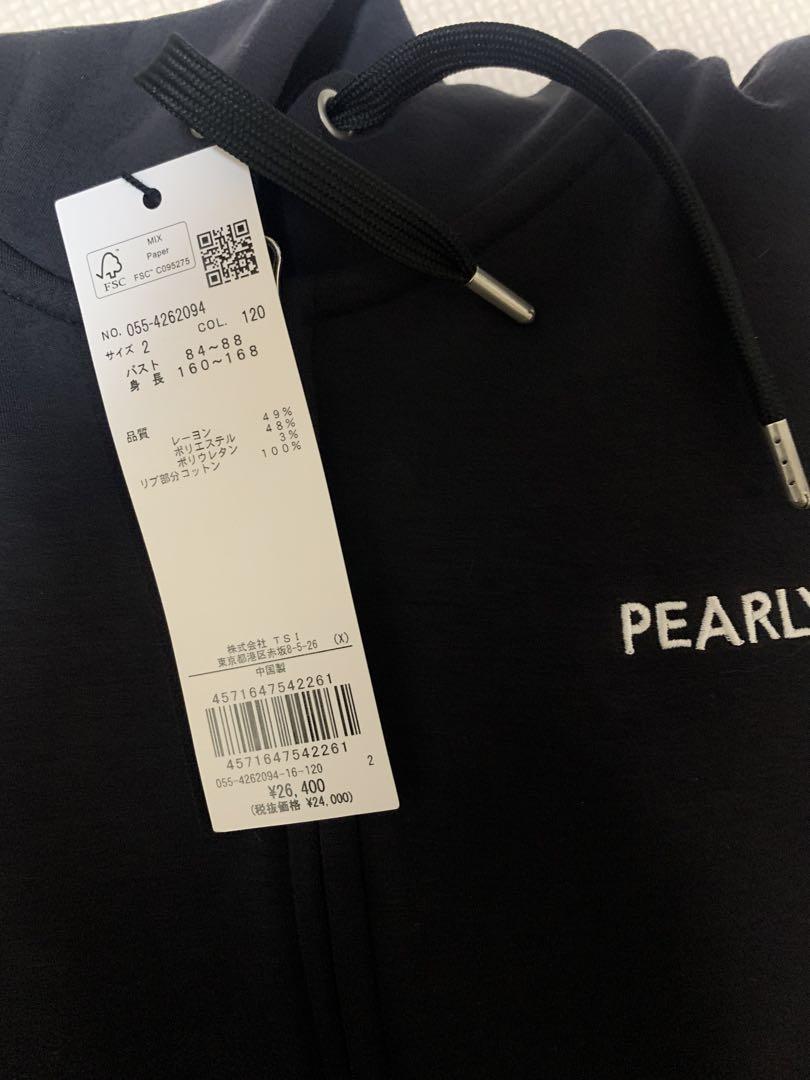 MIX
Paper
FSC™ C095275
FSC
NO. 055-4262094
COL. 120
サイズ 2
バスト 84~88
身長 160~168
品質
レーヨン 49%
ポリエステル 48%
ポリウレタン 3%
リブ部分コットン 100%
株式会社 TSI
東京都港区赤坂8-5-26 (X)
中国製
4571647542261
4571647542261
055-4262094-16-120 2
¥26,400
(税抜価格 ¥24,000)
PEARLY